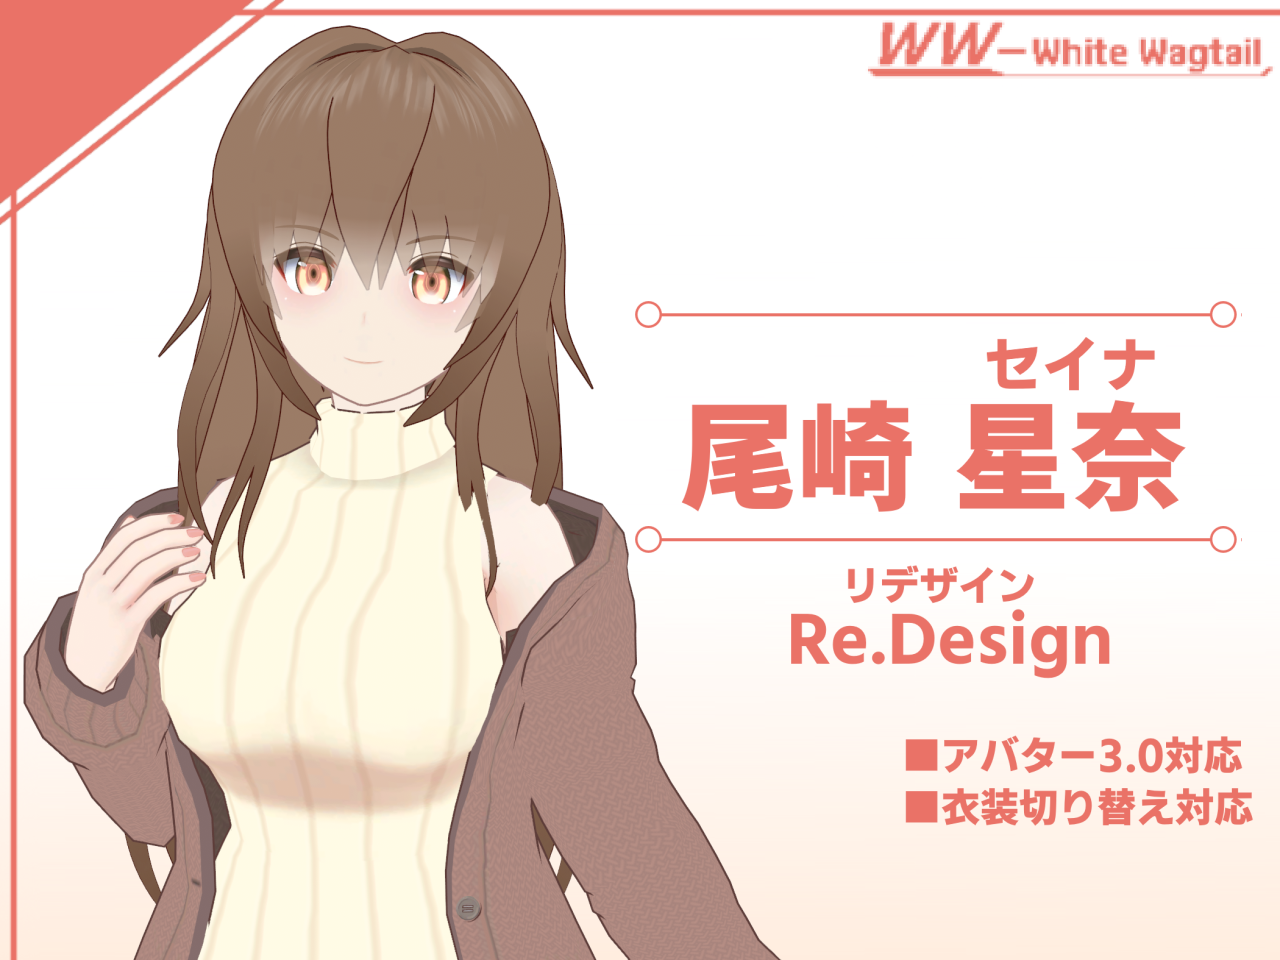 WW-White Wagtail
セイナ
尾崎 星奈
リデザイン
Re.Design
■アバター3.0対応
■衣装切り替え対応